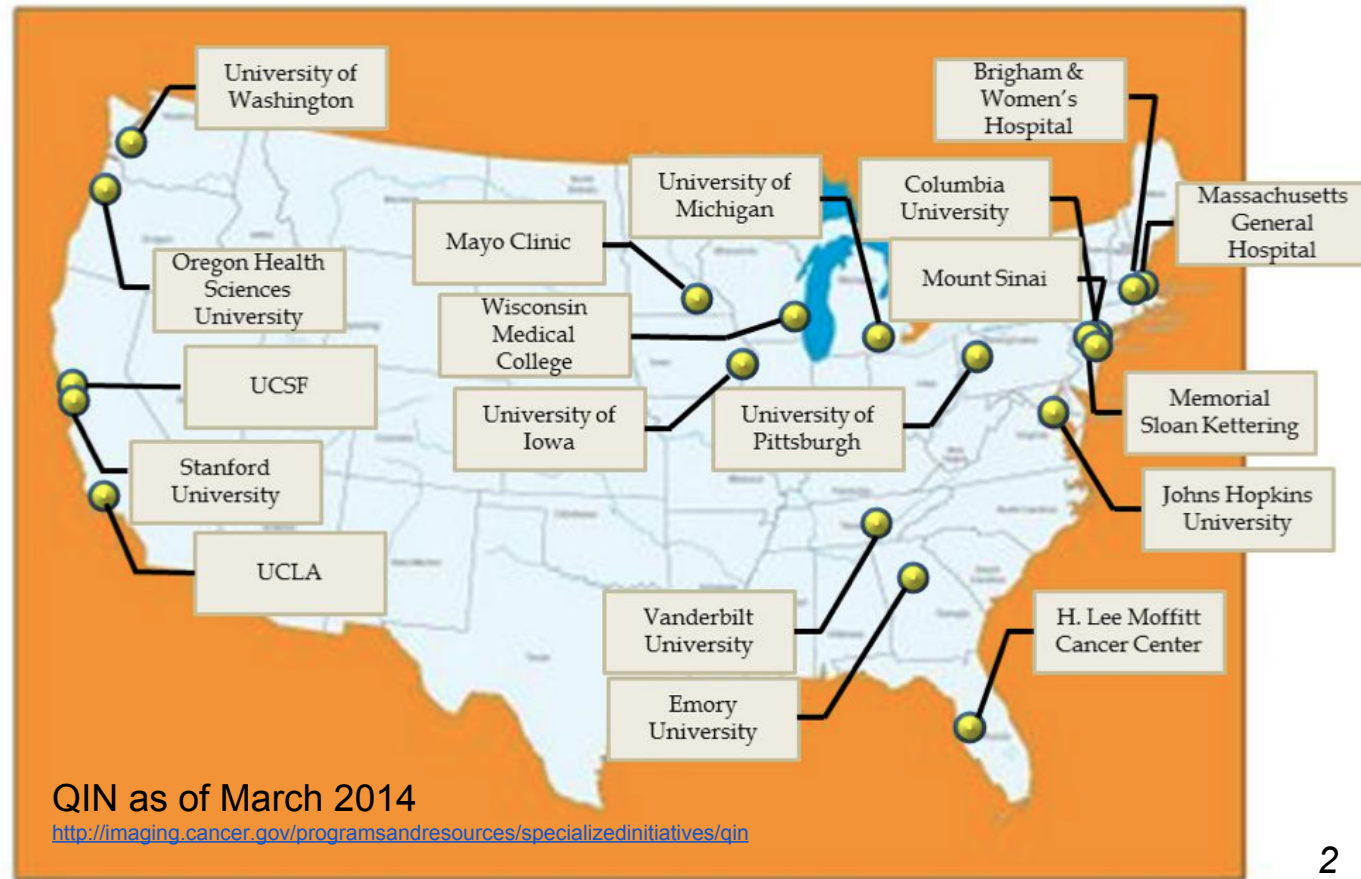 University of
Washington
Brigham &
Women's
Hospital
University of
Michigan
Columbia
University
Massachusetts
General
Hospital
Mayo Clinic
Mount Sinai
Oregon Health
Sciences
University
Wisconsin
Medical
College
UCSF
University of
Iowa
University of
Pittsburgh
Memorial
Sloan Kettering
Stanford
University
Johns Hopkins
University
UCLA
Vanderbilt
University
H. Lee Moffitt
Cancer Center
Emory
University
QIN as of March 2014
http://imaging.cancer.gov/programsandresources/specializedinitiatives/qin
2